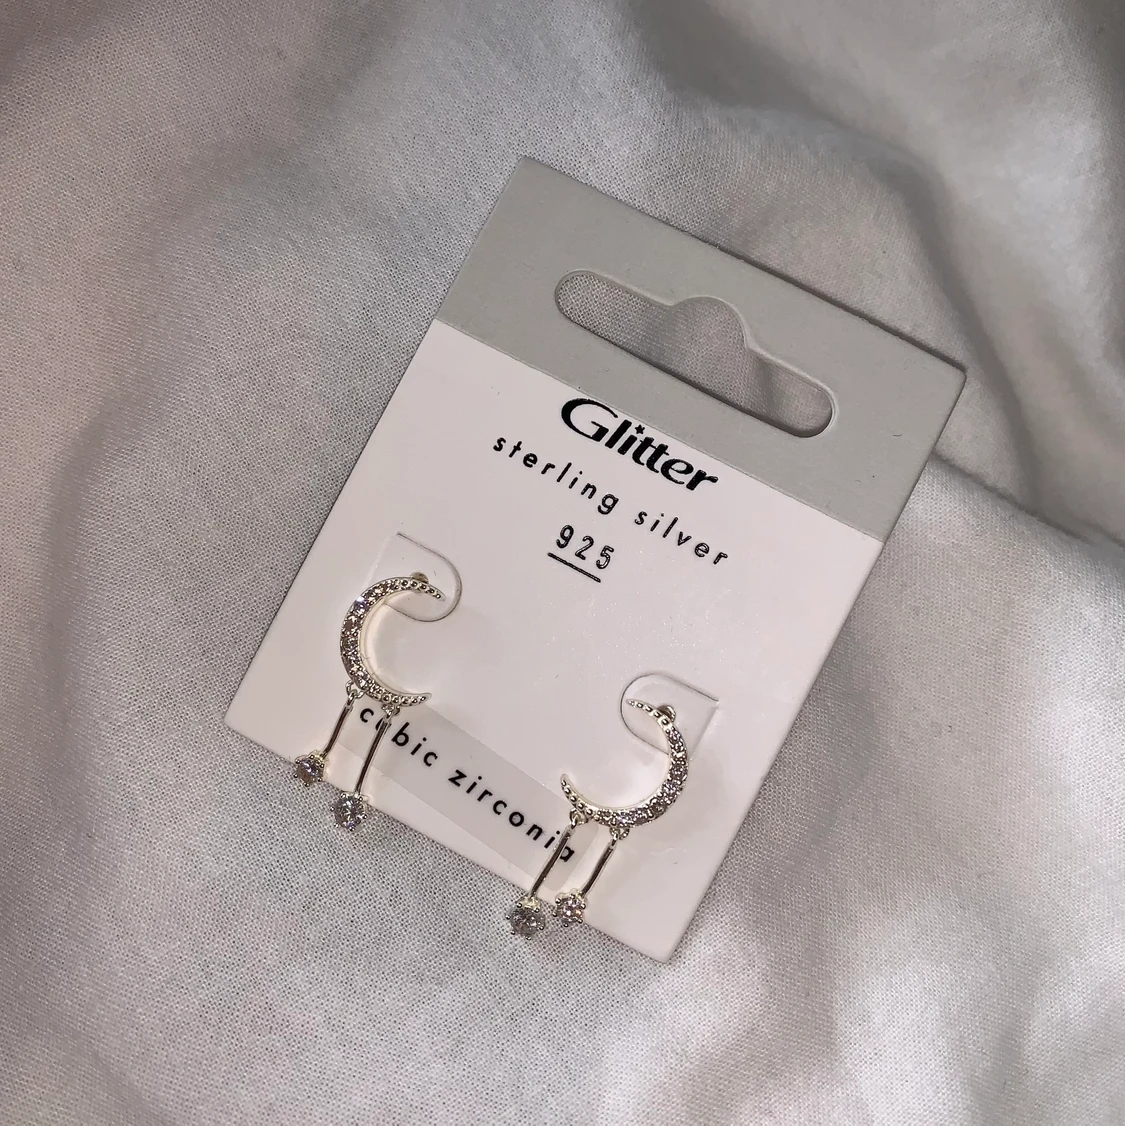 Glitter
sterling silver
925
cubic zirconia